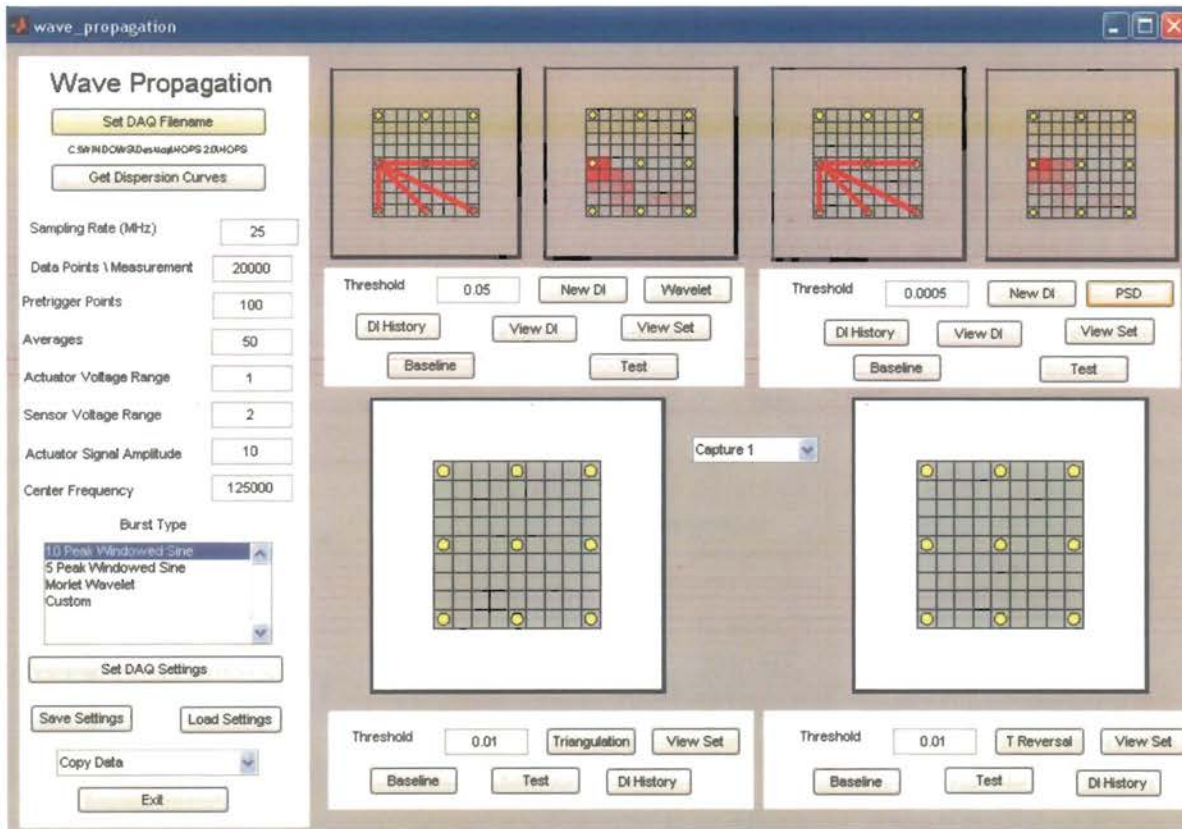 wave_propagation
Wave Propagation
Set DAQ Filename
Get Dispersion Curves
Sampling Rate (MHz) 25
Data Points \ Measurement 20000
Pretrigger Points 100
Averages 50
Actuator Voltage Range 1
Sensor Voltage Range 2
Actuator Signal Amplitude 10
Center Frequency 125000
Burst Type
10 Peak Windowed Sine
5 Peak Windowed Sine
Morlet Wavelet
Custom
Set DAQ Settings
Save Settings Load Settings
Copy Data
Exit
Threshold 0.05 New DI Wavelet
DI History View DI View Set
Baseline Test
Threshold 0.0005 New DI PSD
DI History View DI View Set
Baseline Test
Capture 1
Threshold 0.01 Triangulation View Set
Baseline Test DI History
Threshold 0.01 T Reversal View Set
Baseline Test DI History